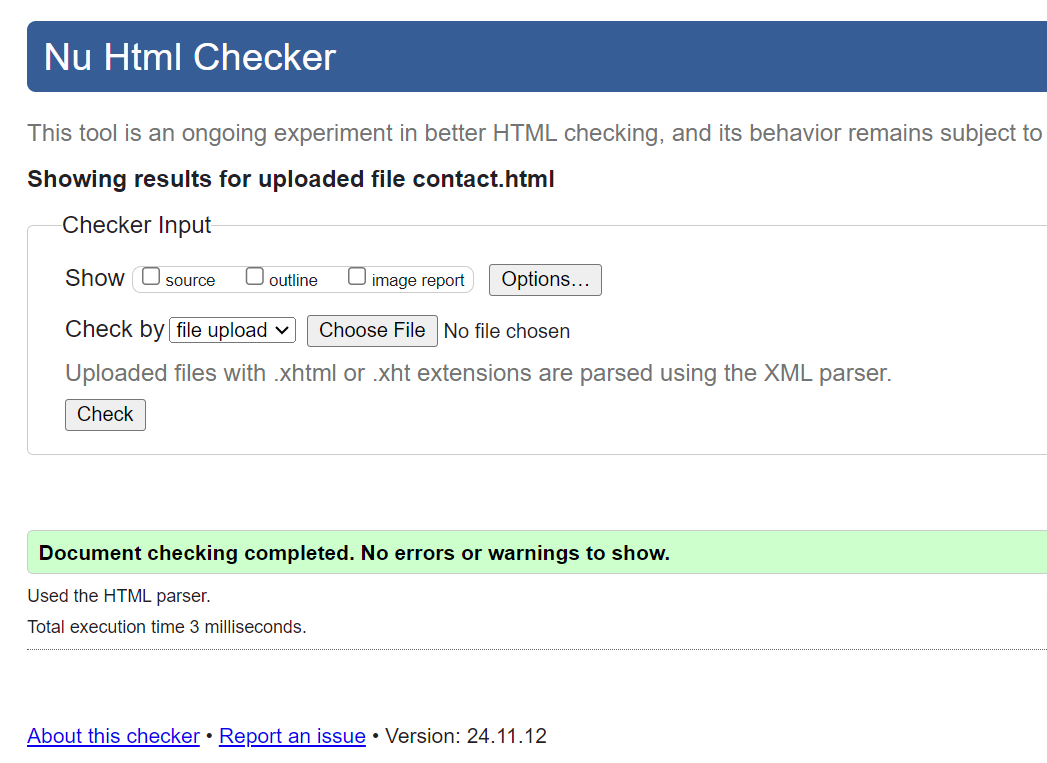 Nu Html Checker
This tool is an ongoing experiment in better HTML checking, and its behavior remains subject to
Showing results for uploaded file contact.html
Checker Input
Show source outline image report Options...
Check by file upload Choose File No file chosen
Uploaded files with .xhtml or .xht extensions are parsed using the XML parser.
Check
Document checking completed. No errors or warnings to show.
Used the HTML parser.
Total execution time 3 milliseconds.
About this checker • Report an issue • Version: 24.11.12